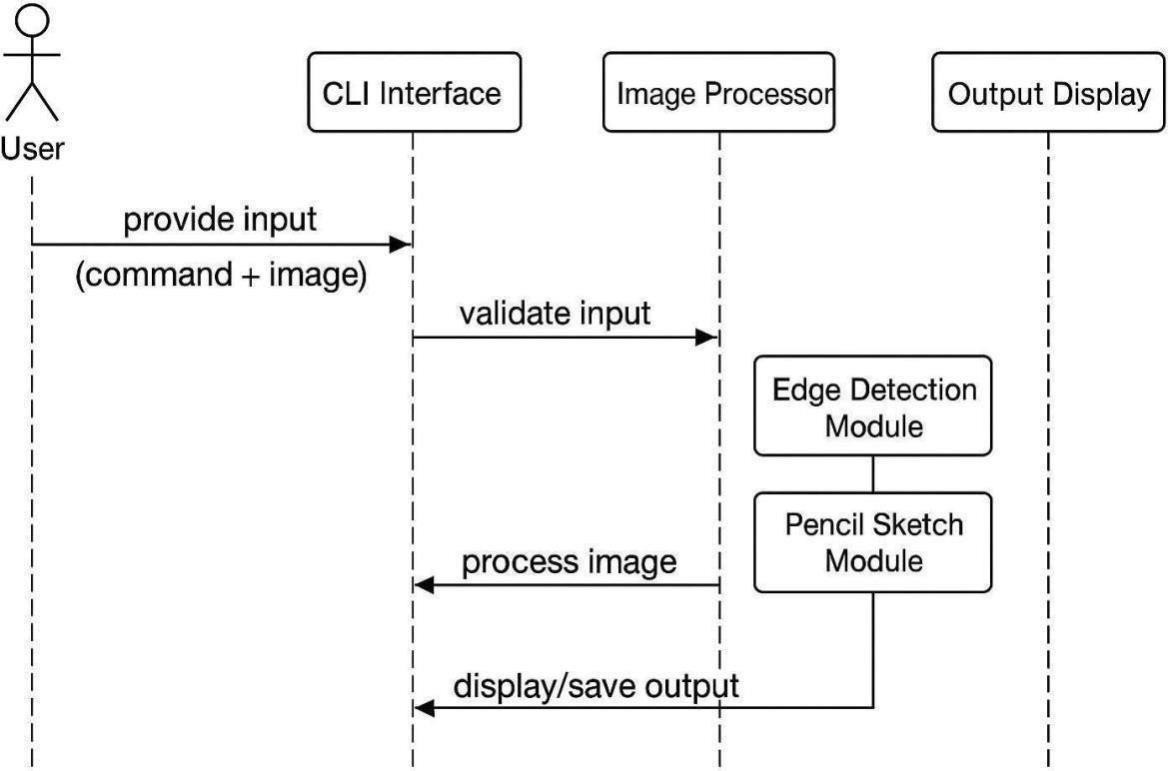 User
CLI Interface
Image Processor
Output Display
provide input
(command + image)
validate input
Edge Detection
Module
Pencil Sketch
Module
process image
display/save output